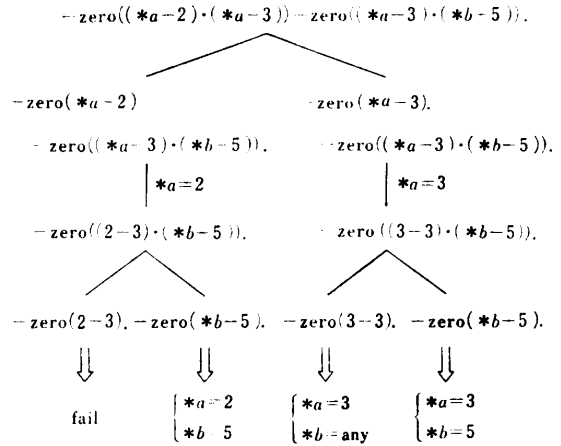 −zero((*a−2)·(*a−3))−zero((*a−3)·(*b−5)).
−zero(*a−2) −zero(*a−3).
−zero((*a−3)·(*b−5)). −zero((*a−3)·(*b−5)).
*a=2 *a=3
−zero((2−3)·(*b−5)). −zero((3−3)·(*b−5)).
−zero(2−3). −zero(*b−5). −zero(3−3). −zero(*b−5).
fail { *a=2 { *a=3 { *a=3
*b=5 *b=any *b=5